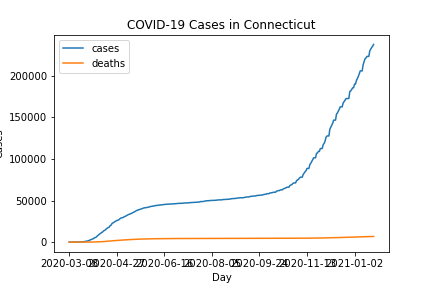 COVID-19 Cases in Connecticut
cases
deaths
200000
150000
100000
50000
0
Cases
2020-03-08 2020-04-27 2020-06-16 2020-08-05 2020-09-24 2020-11-13 2021-01-02
Day